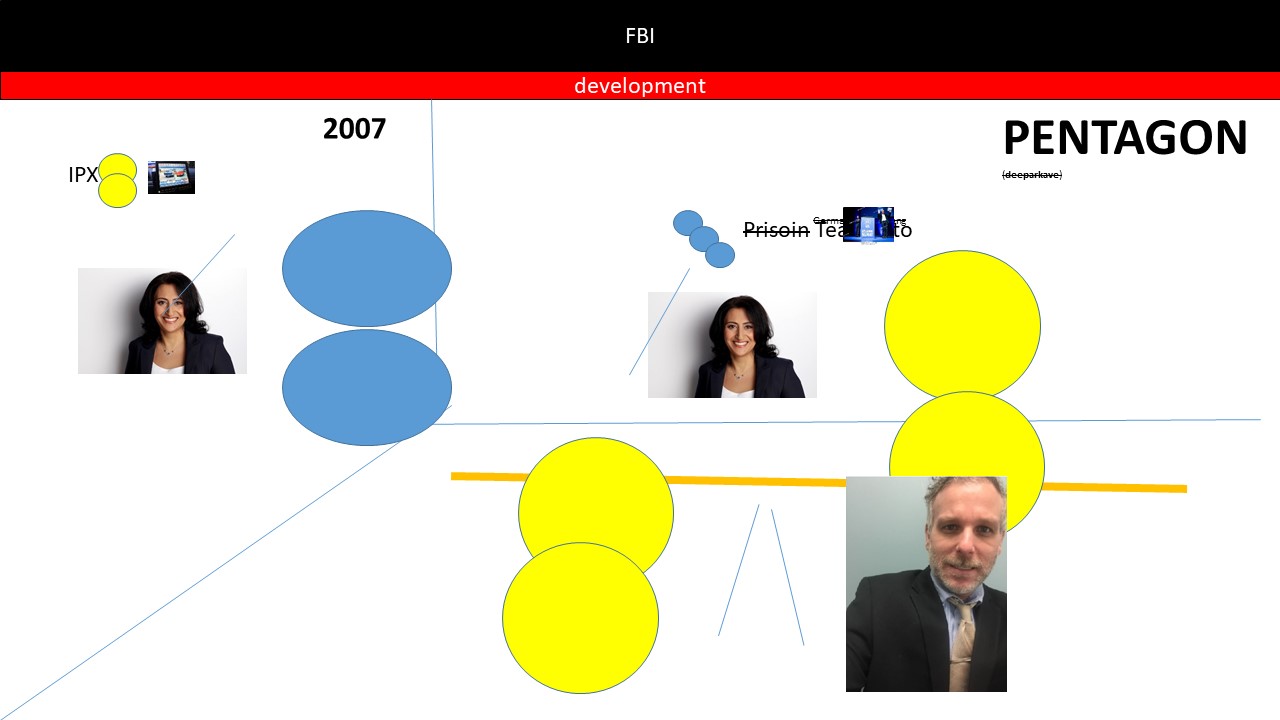 FBI
development
2007
PENTAGON
(deeparkave)
IPX
Prisoin